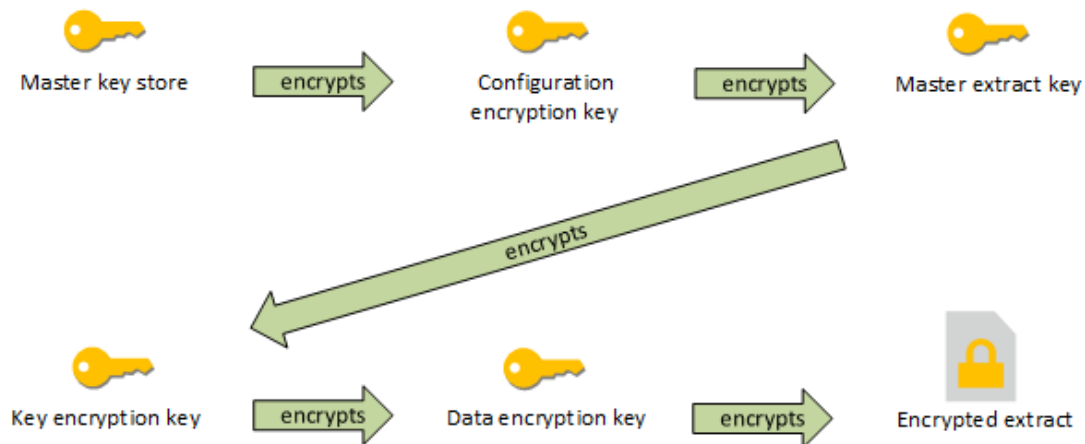 Master key store
encrypts
Configuration
encryption key
encrypts
Master extract key
encrypts
Key encryption key
encrypts
Data encryption key
encrypts
Encrypted extract